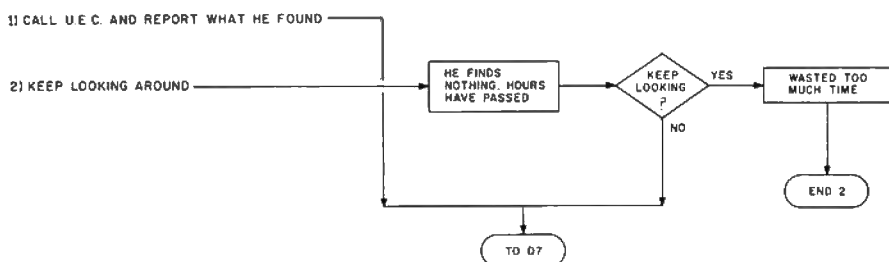 1) CALL U.E.C. AND REPORT WHAT HE FOUND
2) KEEP LOOKING AROUND
HE FINDS
NOTHING. HOURS
HAVE PASSED
KEEP
LOOKING
?
YES
WASTED TOO
MUCH TIME
NO
END 2
TO D7